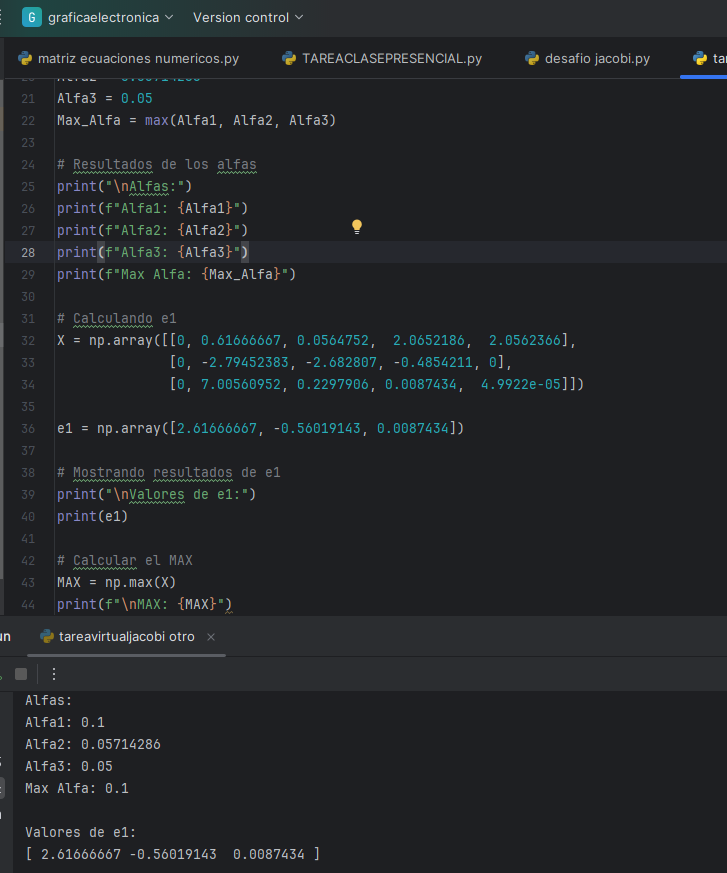 G graficaelectronica Version control
matriz ecuaciones numericos.py TAREACLASEPRESENCIAL.py desafio jacobi.py
21 Alfa3 = 0.05
22 Max_Alfa = max(Alfa1, Alfa2, Alfa3)
23
24 # Resultados de los alfas
25 print("\nAlfas:")
26 print(f"Alfa1: {Alfa1}")
27 print(f"Alfa2: {Alfa2}")
28 print(f"Alfa3: {Alfa3}")
29 print(f"Max Alfa: {Max_Alfa}")
30
31 # Calculando e1
32 X = np.array([[0, 0.61666667, 0.0564752,  2.0652186,  2.0562366],
33 [0, -2.79452383, -2.682807, -0.4854211, 0],
34 [0, 7.00560952, 0.2297906, 0.0087434,  4.9922e-05]])
35
36 e1 = np.array([2.61666667, -0.56019143, 0.0087434])
37
38 # Mostrando resultados de e1
39 print("\nValores de e1:")
40 print(e1)
41
42 # Calcular el MAX
43 MAX = np.max(X)
44 print(f"\nMAX: {MAX}")
un tareavirtualjacobi otro
Alfas:
Alfa1: 0.1
Alfa2: 0.05714286
Alfa3: 0.05
Max Alfa: 0.1
Valores de e1:
[ 2.61666667 -0.56019143  0.0087434 ]